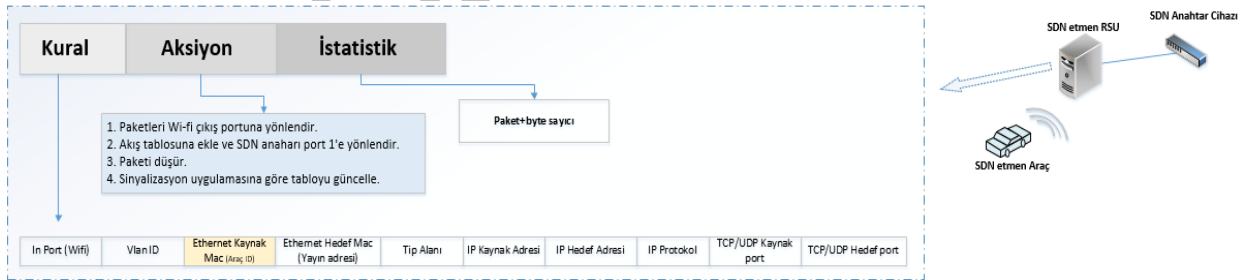 Kural
Aksiyon
İstatistik
1. Paketleri Wi-fi çıkış portuna yönlendir.
2. Akış tablosuna ekle ve SDN anaharı port 1'e yönlendir.
3. Paketi düşür.
4. Sinyalizasyon uygulamasına göre tabloyu güncelle.
Paket+byte sayıcı
In Port (Wifi)
Vlan ID
Ethernet Kaynak
Mac (Araç ID)
Ethernet Hedef Mac
(Yayın adresi)
Tip Alanı
IP Kaynak Adresi
IP Hedef Adresi
IP Protokol
TCP/UDP Kaynak
port
TCP/UDP Hedef port
SDN etmen RSU
SDN Anahtar Cihazı
SDN etmen Araç